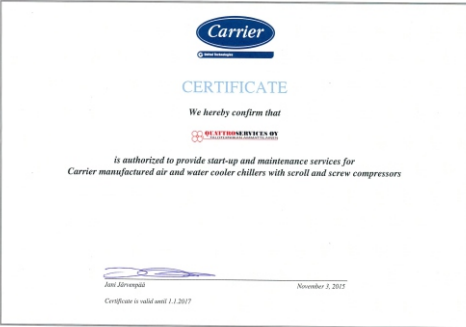 Carrier
United Technologies
CERTIFICATE
We hereby confirm that
QUATTROSERVICES OY
is authorized to provide start-up and maintenance services for
Carrier manufactured air and water cooler chillers with scroll and screw compressors
Jani Järvenpää
November 3, 2015
Certificate is valid until 1.1.2017